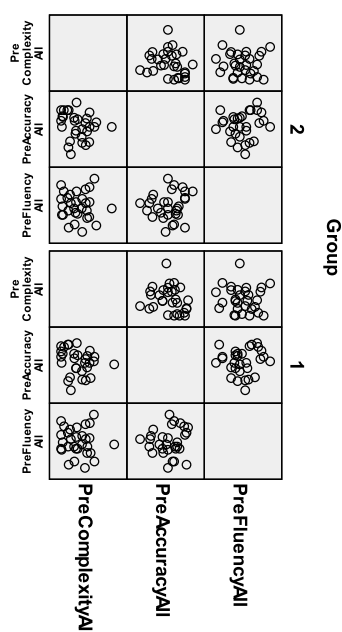 Group
2
1
Pre
Complexity
All
PreAccuracy
All
PreFluency
All
Pre
Complexity
All
PreAccuracy
All
PreFluency
All
PreFluencyAll
PreAccuracyAll
PreComplexityAl